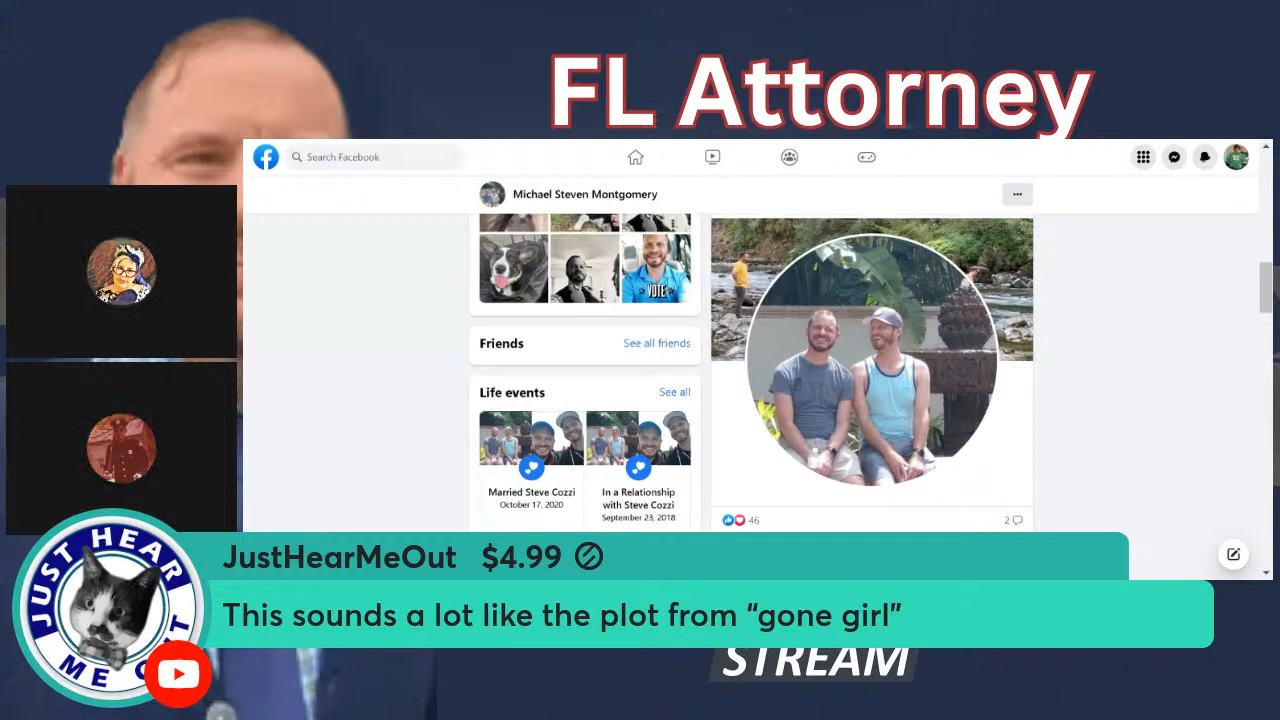 FL Attorney
Search Facebook
Michael Steven Montgomery
VOTE
Friends
See all friends
Life events
See all
Married Steve Cozzi
October 17, 2020
In a Relationship
with Steve Cozzi
September 23, 2018
46
2
JustHearMeOut $4.99
This sounds a lot like the plot from “gone girl”
JUST HEAR
ME OUT
STREAM